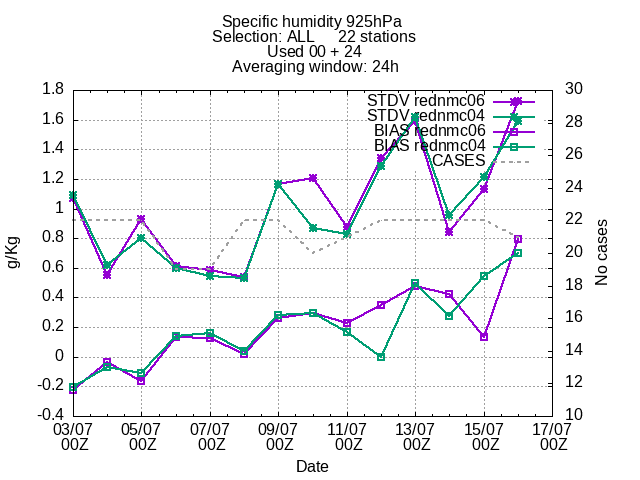 Specific humidity 925hPa
Selection: ALL 22 stations
Used 00 + 24
Averaging window: 24h
1.8
1.6
1.4
1.2
1
0.8
0.6
0.4
0.2
0
-0.2
-0.4
g/Kg
STDV rednmc06
STDV rednmc04
BIAS rednmc06
BIAS rednmc04
CASES
30
28
26
24
22
20
18
16
14
12
10
No cases
03/07 05/07 07/07 09/07 11/07 13/07 15/07 17/07
00Z 00Z 00Z 00Z 00Z 00Z 00Z 00Z
Date